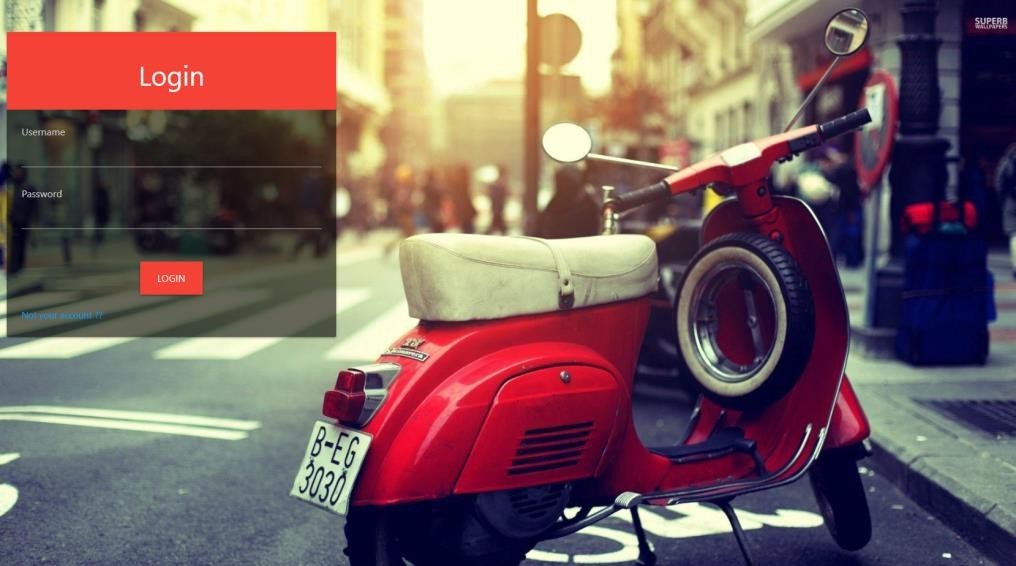 SUPERB
WALLPAPERS
Login
Username
Password
LOGIN
Not your account ??
B-EG
3030